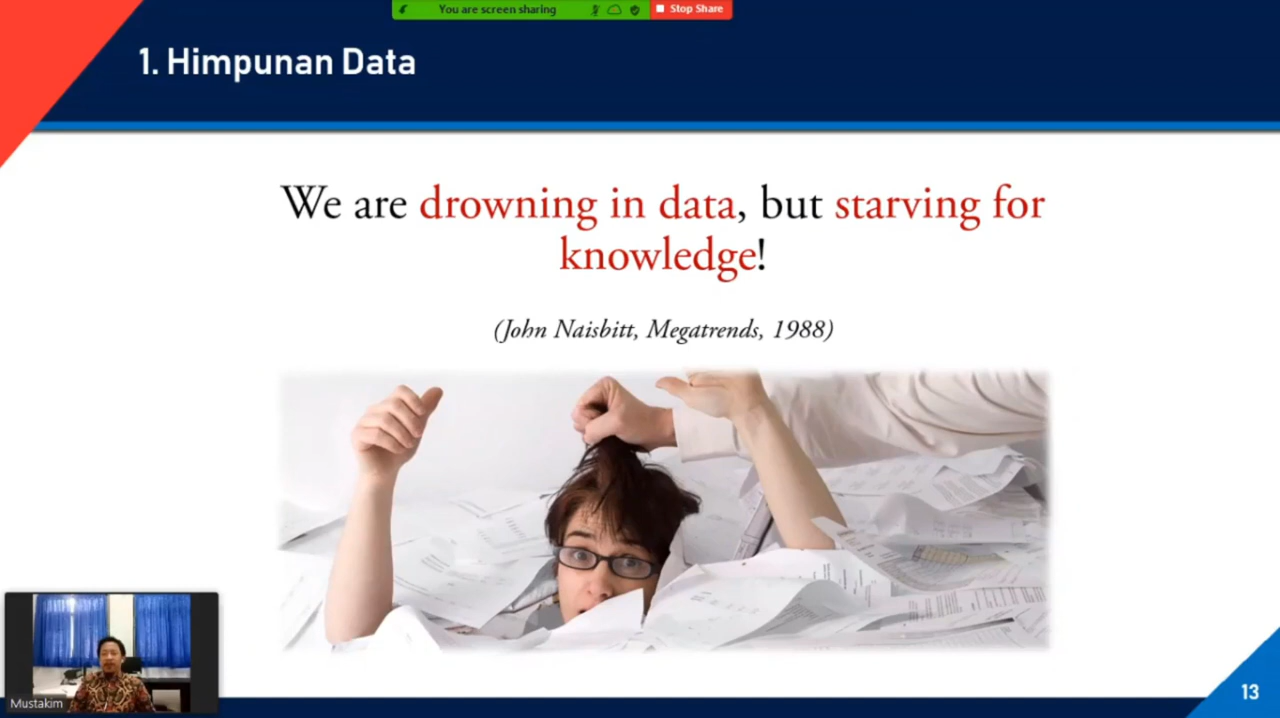 You are screen sharing
Stop Share
1. Himpunan Data
We are drowning in data, but starving for
knowledge!
(John Naisbitt, Megatrends, 1988)
Mustakim
13